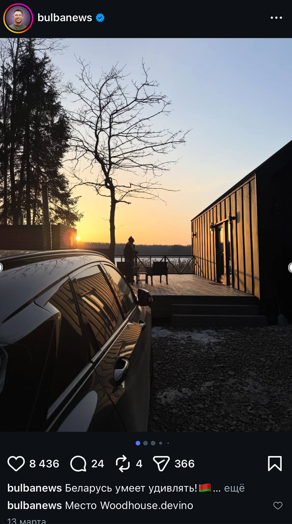 bulbanews
8 436 24 4 366
bulbanews Беларусь умеет удивлять!🇧🇾... ещё
bulbanews Место Woodhouse.devino
13 марта